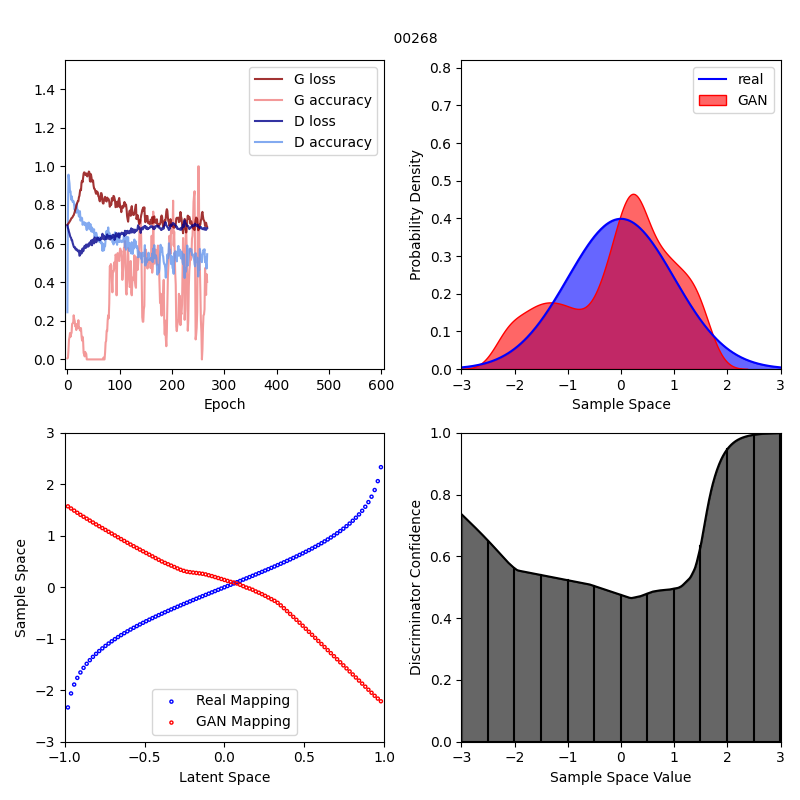 00268
G loss
G accuracy
D loss
D accuracy
1.4
1.2
1.0
0.8
0.6
0.4
0.2
0.0
0 100 200 300 400 500 600
Epoch
real
GAN
Probability Density
0.8
0.7
0.6
0.5
0.4
0.3
0.2
0.1
0.0
−3 −2 −1 0 1 2 3
Sample Space
Sample Space
3
2
1
0
−1
−2
−3
Real Mapping
GAN Mapping
−1.0 −0.5 0.0 0.5 1.0
Latent Space
Discriminator Confidence
1.0
0.8
0.6
0.4
0.2
0.0
−3 −2 −1 0 1 2 3
Sample Space Value